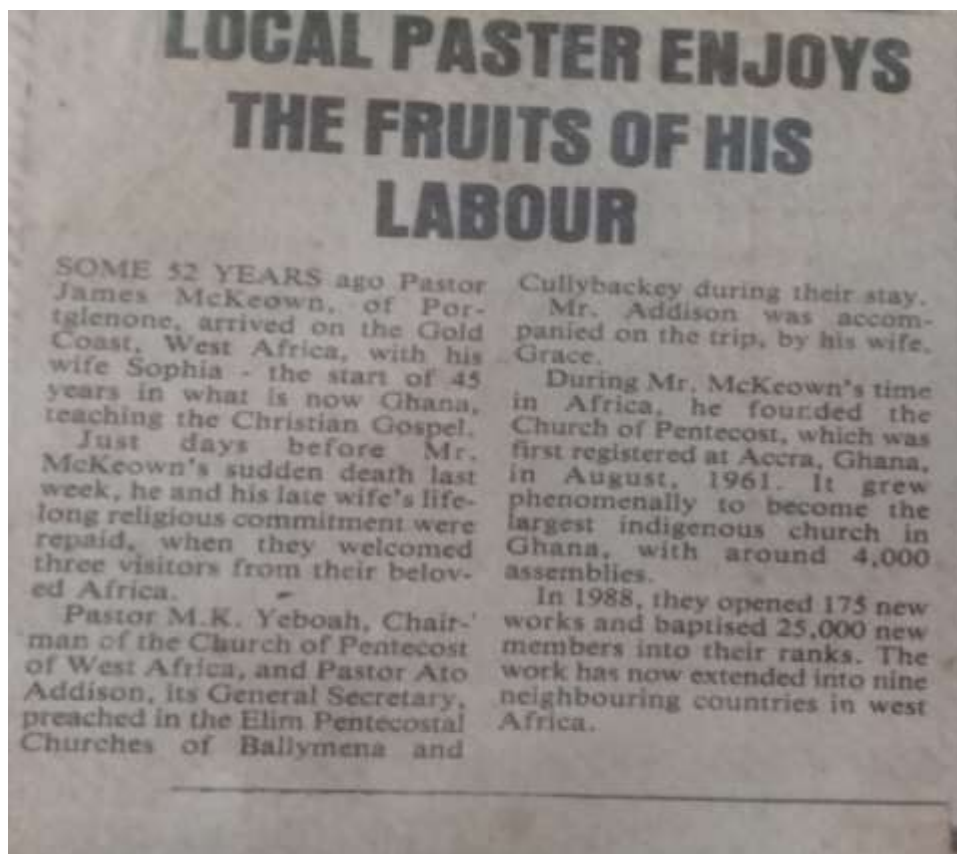 LOCAL PASTER ENJOYS
THE FRUITS OF HIS
LABOUR
SOME 52 YEARS ago Pastor
James McKeown, of Por-
tglenone, arrived on the Gold
Coast, West Africa, with his
wife Sophia - the start of 45
years in what is now Ghana,
teaching the Christian Gospel.
Just days before Mr.
McKeown's sudden death last
week, he and his late wife's life-
long religious commitment were
repaid, when they welcomed
three visitors from their belov-
ed Africa.
Pastor M.K. Yeboah, Chair-
man of the Church of Pentecost
of West Africa, and Pastor Ato
Addison, its General Secretary,
preached in the Elim Pentecostal
Churches of Ballymena and
Cullybackey during their stay.
Mr. Addison was accom-
panied on the trip, by his wife,
Grace.
During Mr. McKeown's time
in Africa, he founded the
Church of Pentecost, which was
first registered at Accra, Ghana,
in August, 1961. It grew
phenomenally to become the
largest indigenous church in
Ghana, with around 4,000
assemblies.
In 1988, they opened 175 new
works and baptised 25,000 new
members into their ranks. The
work has now extended into nine
neighbouring countries in west
Africa.